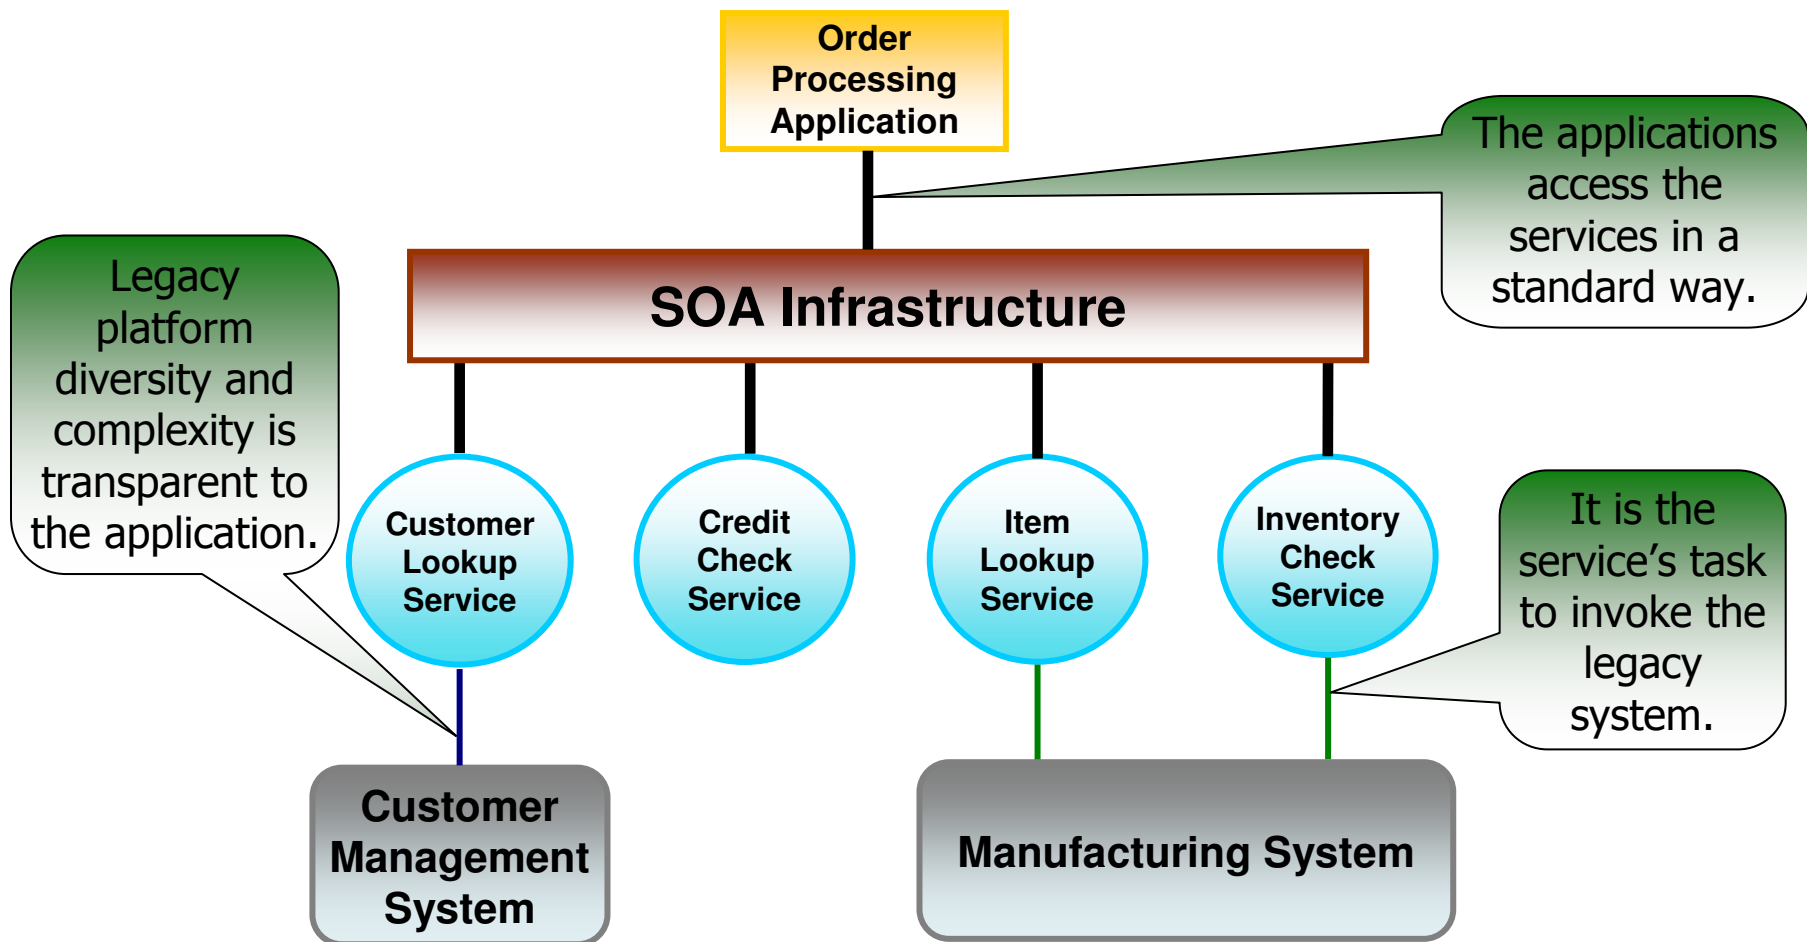 Order
Processing
Application
The applications
access the
services in a
standard way.
Legacy
platform
diversity and
complexity is
transparent to
the application.
SOA Infrastructure
Customer
Lookup
Service
Credit
Check
Service
Item
Lookup
Service
Inventory
Check
Service
It is the
service’s task
to invoke the
legacy
system.
Customer
Management
System
Manufacturing System